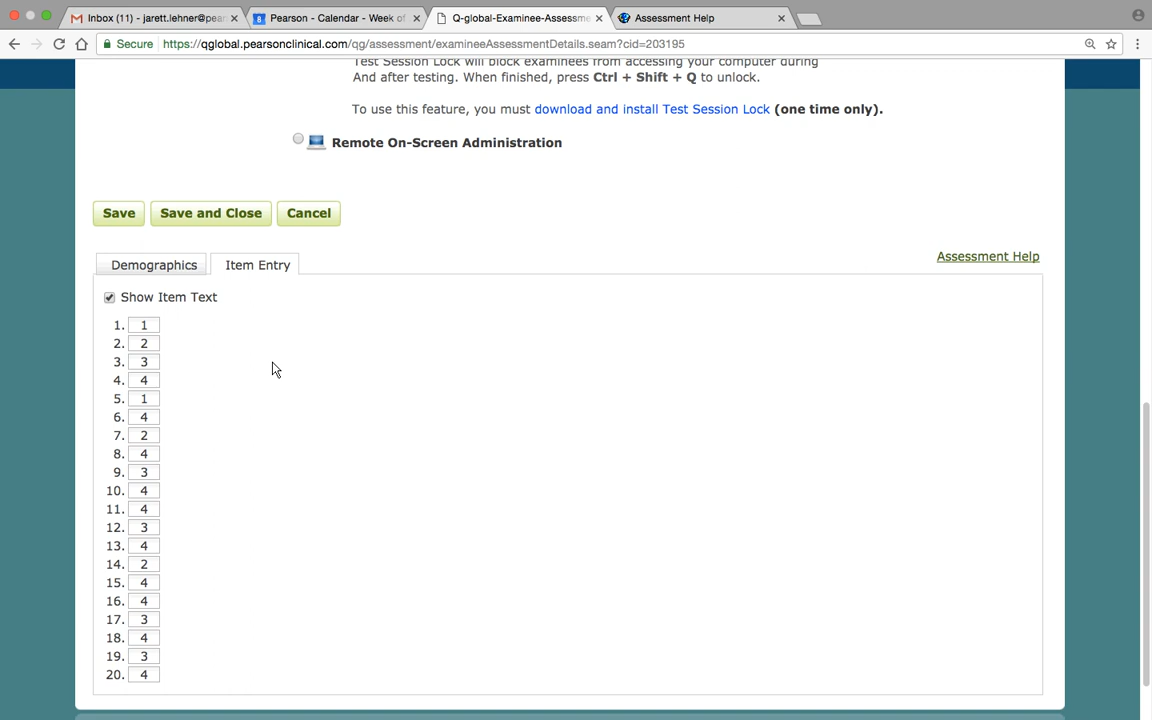 Inbox (11) - jarett.lehner@pear
Pearson - Calendar - Week of
Q-global-Examinee-Assessme
Assessment Help
Secure https://qglobal.pearsonclinical.com/qg/assessment/examineeAssessmentDetails.seam?cid=203195
Test Session Lock will block examinees from accessing your computer during
And after testing. When finished, press Ctrl + Shift + Q to unlock.
To use this feature, you must download and install Test Session Lock (one time only).
Remote On-Screen Administration
Save Save and Close Cancel
Demographics Item Entry Assessment Help
Show Item Text
1. 1
2. 2
3. 3
4. 4
5. 1
6. 4
7. 2
8. 4
9. 3
10. 4
11. 4
12. 3
13. 4
14. 2
15. 4
16. 4
17. 3
18. 4
19. 3
20. 4